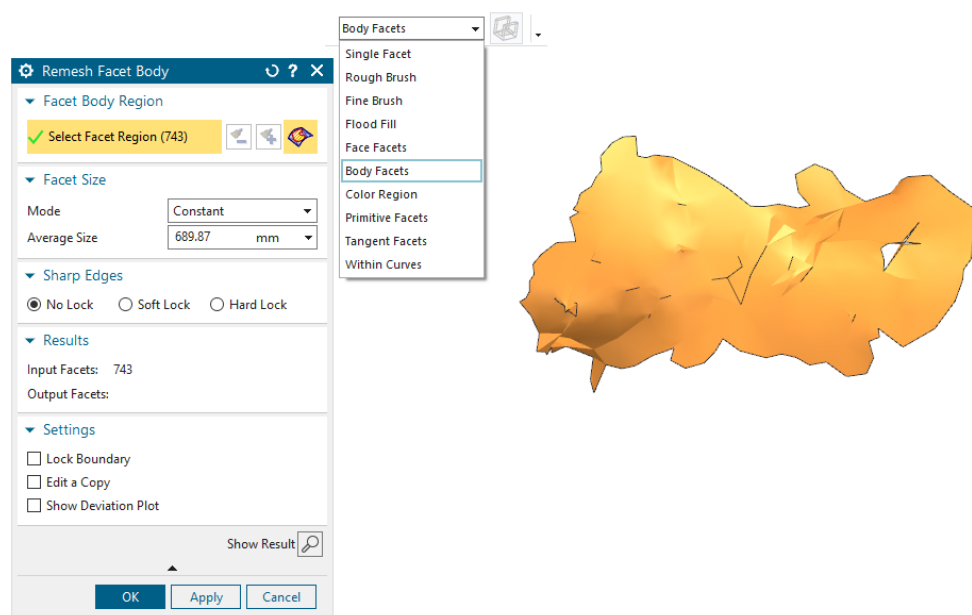 Body Facets
Single Facet
Rough Brush
Fine Brush
Flood Fill
Face Facets
Body Facets
Color Region
Primitive Facets
Tangent Facets
Within Curves
Remesh Facet Body
Facet Body Region
Select Facet Region (743)
Facet Size
Mode Constant
Average Size 689.87 mm
Sharp Edges
No Lock Soft Lock Hard Lock
Results
Input Facets: 743
Output Facets:
Settings
Lock Boundary
Edit a Copy
Show Deviation Plot
Show Result
OK Apply Cancel